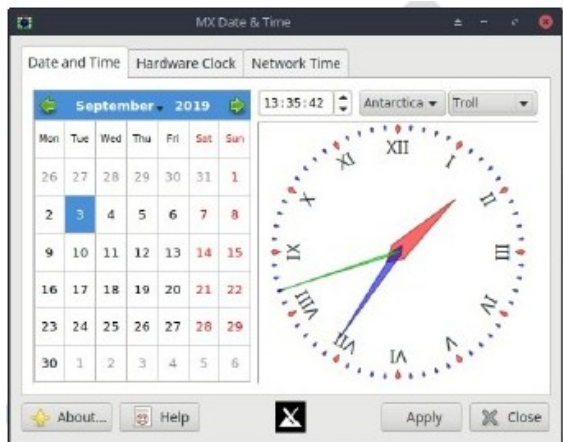 MX Date & Time
Date and Time Hardware Clock Network Time
September 2019 13:35:42 Antarctica Troll
Mon Tue Wed Thu Fri Sat Sun
26 27 28 29 30 31 1
2 3 4 5 6 7 8
9 10 11 12 13 14 15
16 17 18 19 20 21 22
23 24 25 26 27 28 29
30 1 2 3 4 5 6
XII
I
II
III
IV
V
VI
VII
VIII
IX
X
XI
About... Help Apply Close